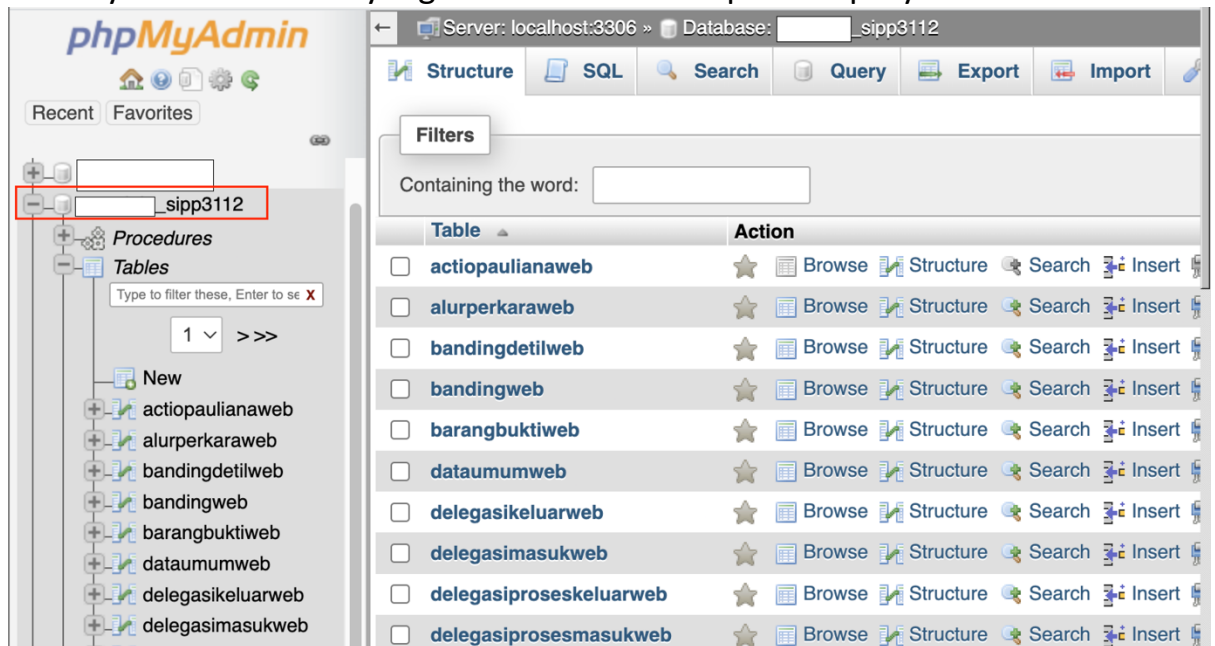 phpMyAdmin
Recent Favorites
_sipp3112
Procedures
Tables
Type to filter these, Enter to se X
1 > >>
New
actiopaulianaweb
alurperkaraweb
bandingdetilweb
bandingweb
barangbuktiweb
dataumumweb
delegasikeluarweb
delegasimasukweb
Server: localhost:3306 » Database: _sipp3112
Structure SQL Search Query Export Import
Filters
Containing the word:
Table Action
actiopaulianaweb Browse Structure Search Insert
alurperkaraweb Browse Structure Search Insert
bandingdetilweb Browse Structure Search Insert
bandingweb Browse Structure Search Insert
barangbuktiweb Browse Structure Search Insert
dataumumweb Browse Structure Search Insert
delegasikeluarweb Browse Structure Search Insert
delegasimasukweb Browse Structure Search Insert
delegasiproseskeluarweb Browse Structure Search Insert
delegasiprosesmasukweb Browse Structure Search Insert